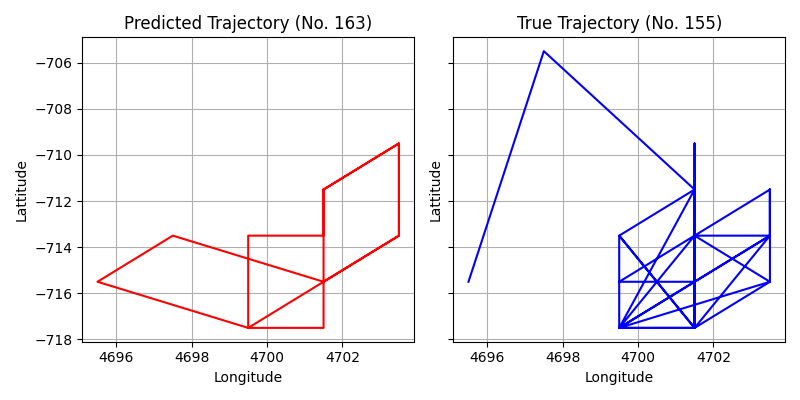 Predicted Trajectory (No. 163)
True Trajectory (No. 155)
−706
−708
−710
−712
−714
−716
−718
Lattitude
Lattitude
4696 4698 4700 4702
4696 4698 4700 4702
Longitude
Longitude